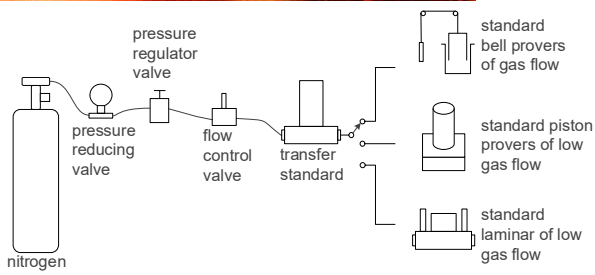 pressure
regulator
valve
standard
bell provers
of gas flow
pressure
reducing
valve
flow
control
valve
transfer
standard
standard piston
provers of low
gas flow
standard
laminar of low
gas flow
nitrogen